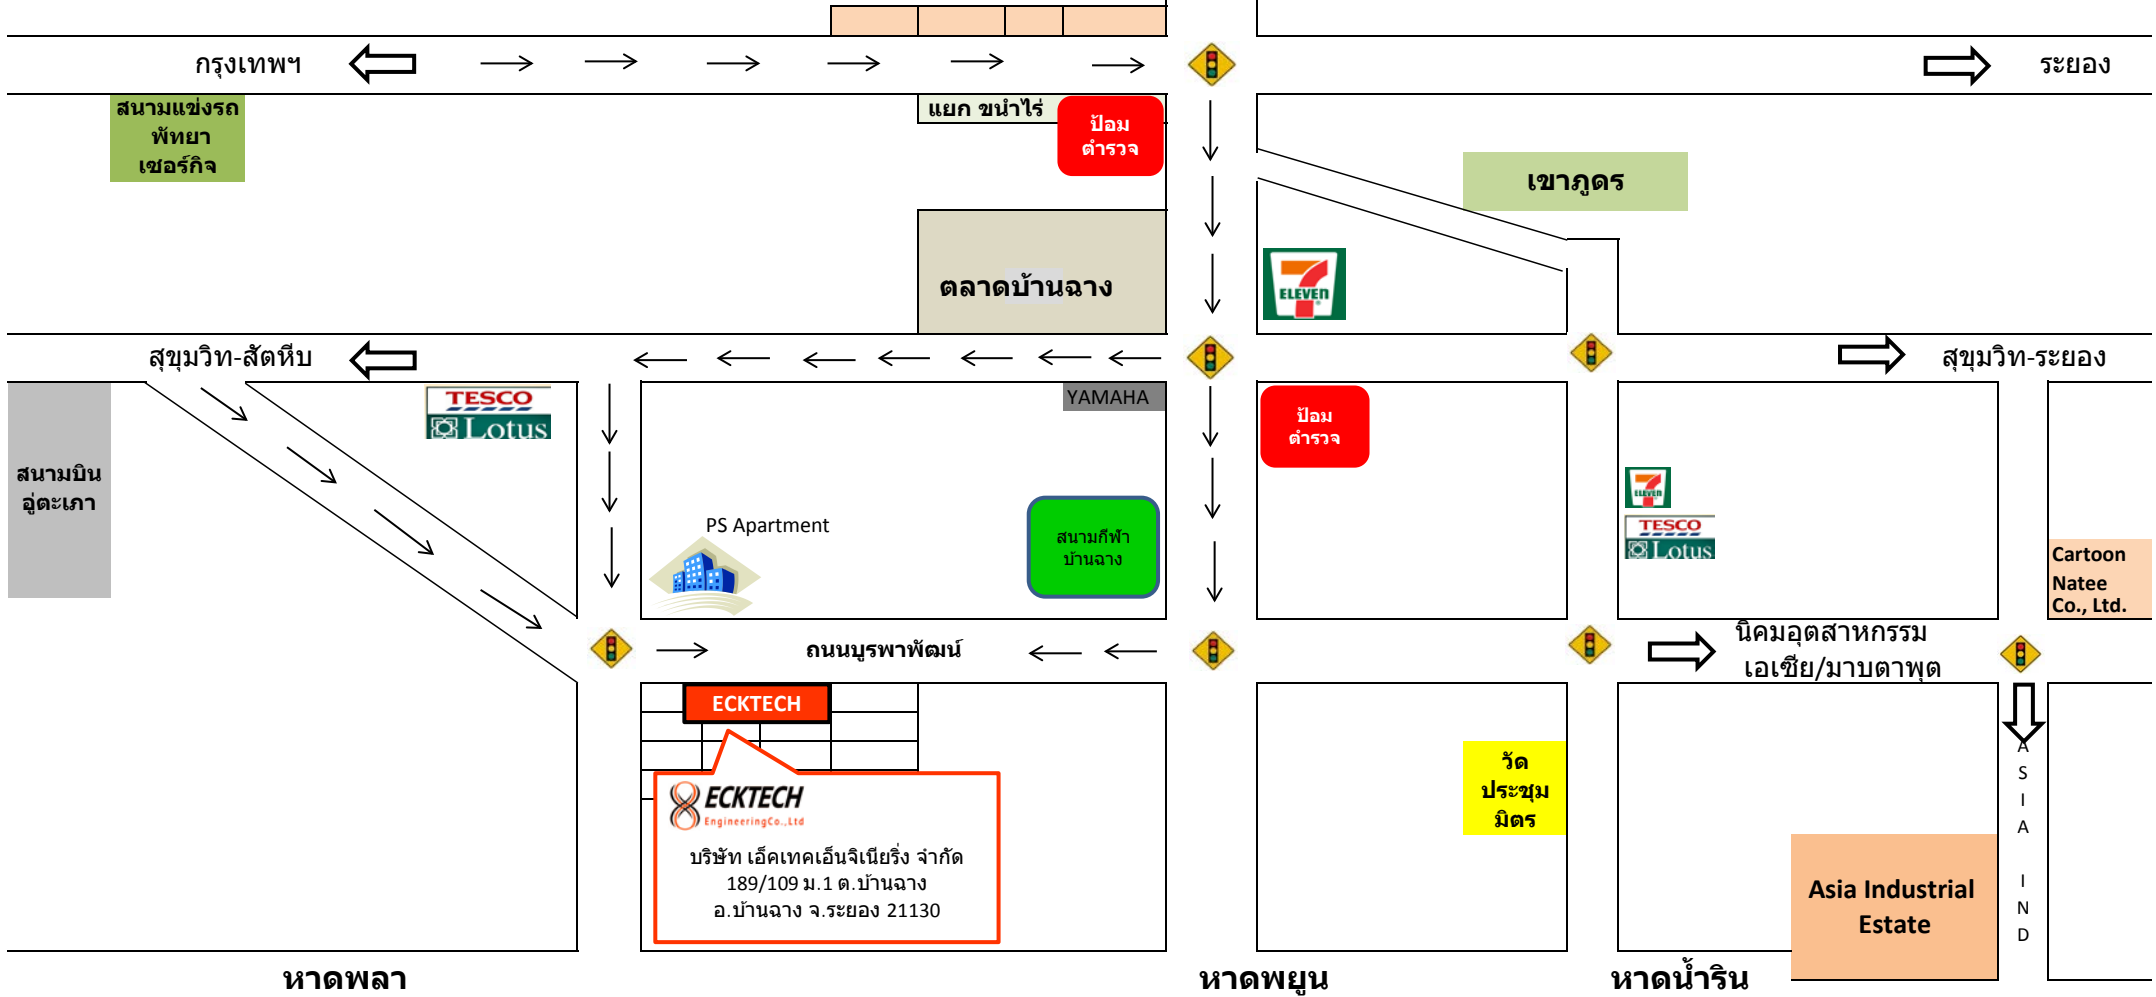 กรุงเทพฯ
ระยอง
สนามแข่งรถ
พัทยา
เซอร์กิจ
แยก ขนำไร่
ป้อม
ตำรวจ
เขาภูดร
ตลาดบ้านฉาง
ELEVEN
สุขุมวิท-สัตหีบ
สุขุมวิท-ระยอง
TESCO
Lotus
YAMAHA
ป้อม
ตำรวจ
สนามบิน
อู่ตะเภา
ELEVEN
PS Apartment
สนามกีฬา
บ้านฉาง
TESCO
Lotus
Cartoon
Natee
Co., Ltd.
ถนนบูรพาพัฒน์
นิคมอุตสาหกรรม
เอเซีย/มาบตาพุต
ECKTECH
วัด
ประชุม
มิตร
ECKTECH
EngineeringCo.,Ltd
บริษัท เอ็คเทคเอ็นจิเนียริ่ง จำกัด
189/109 ม.1 ต.บ้านฉาง
อ.บ้านฉาง จ.ระยอง 21130
Asia Industrial
Estate
A
S
I
A
I
N
D
หาดพลา
หาดพยูน
หาดน้ำริน